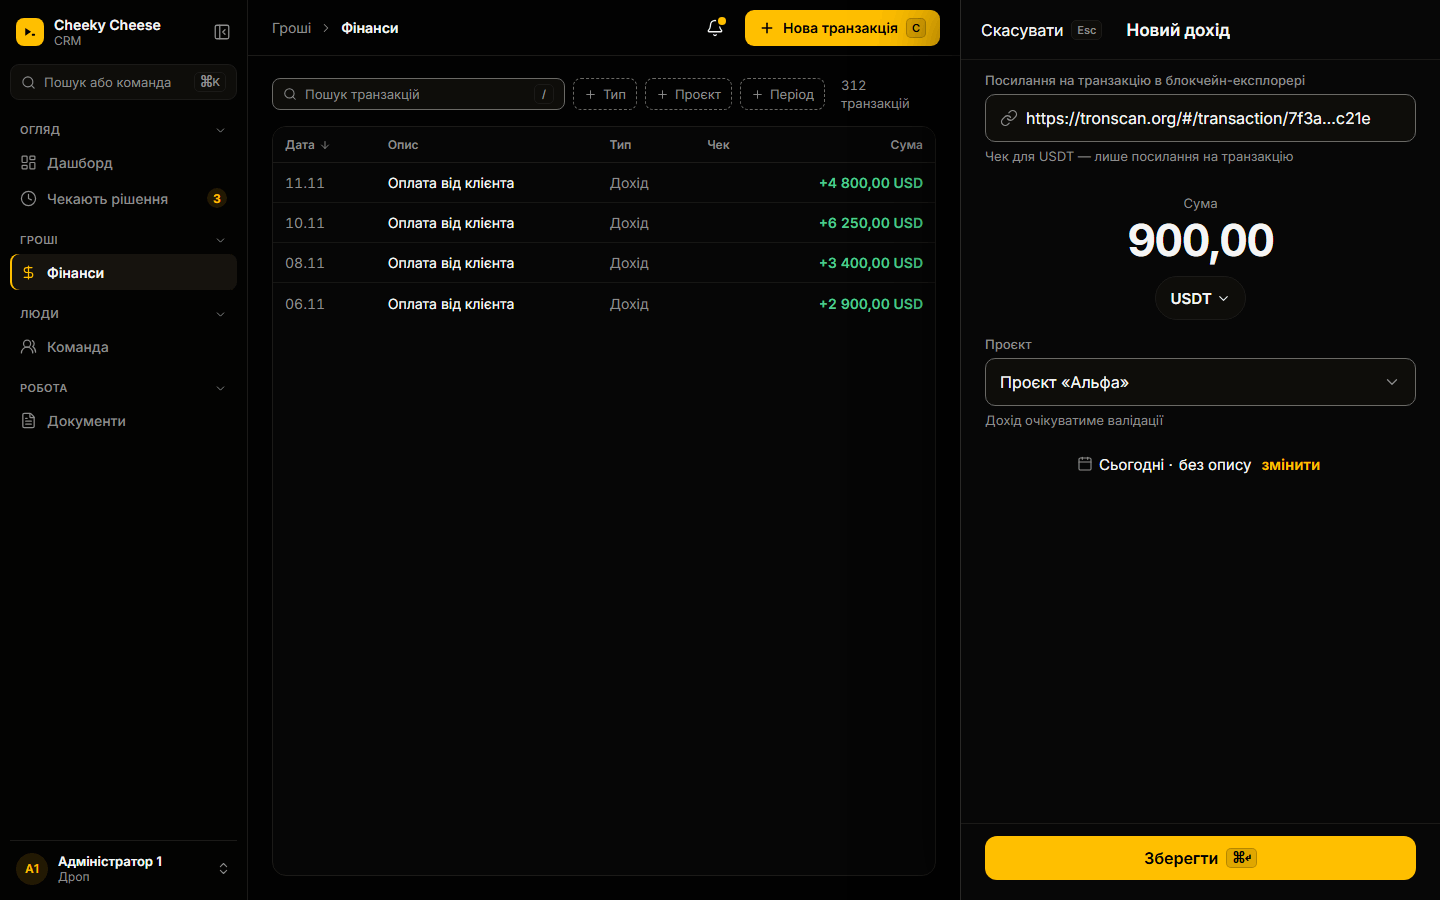 Cheeky Cheese
CRM
Пошук або команда ⌘K
ОГЛЯД
Дашборд
Чекають рішення 3
ГРОШІ
Фінанси
ЛЮДИ
Команда
РОБОТА
Документи
А1
Адміністратор 1
Дроп
Гроші > Фінанси
+ Нова транзакція C
Пошук транзакцій /
+ Тип
+ Проєкт
+ Період
312
транзакцій
Дата ↓ Опис Тип Чек Сума
11.11 Оплата від клієнта Дохід +4 800,00 USD
10.11 Оплата від клієнта Дохід +6 250,00 USD
08.11 Оплата від клієнта Дохід +3 400,00 USD
06.11 Оплата від клієнта Дохід +2 900,00 USD
Скасувати Esc Новий дохід
Посилання на транзакцію в блокчейн-експлорері
https://tronscan.org/#/transaction/7f3a...c21e
Чек для USDT — лише посилання на транзакцію
Сума
900,00
USDT
Проєкт
Проєкт «Альфа»
Дохід очікуватиме валідації
Сьогодні · без опису змінити
Зберегти ⌘↵